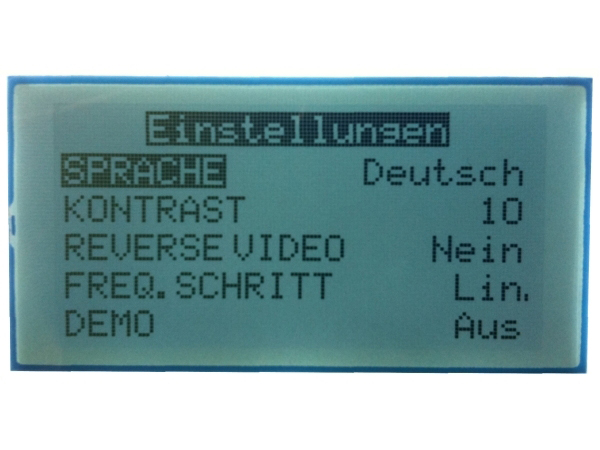 Einstellungen
SPRACHE Deutsch
KONTRAST 10
REVERSE VIDEO Nein
FREQ. SCHRITT Lin.
DEMO Aus